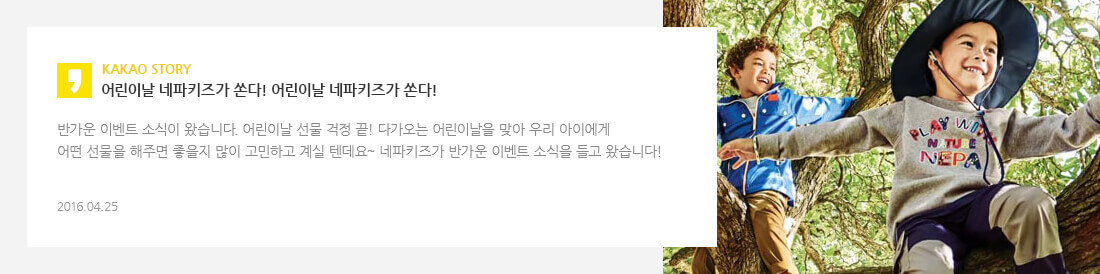 KAKAO STORY
어린이날 네파키즈가 쏜다! 어린이날 네파키즈가 쏜다!
반가운 이벤트 소식이 왔습니다. 어린이날 선물 걱정 끝! 다가오는 어린이날을 맞아 우리 아이에게
어떤 선물을 해주면 좋을지 많이 고민하고 계실 텐데요~ 네파키즈가 반가운 이벤트 소식을 들고 왔습니다!
2016.04.25
PLAY WITH
NATURE
NEPA